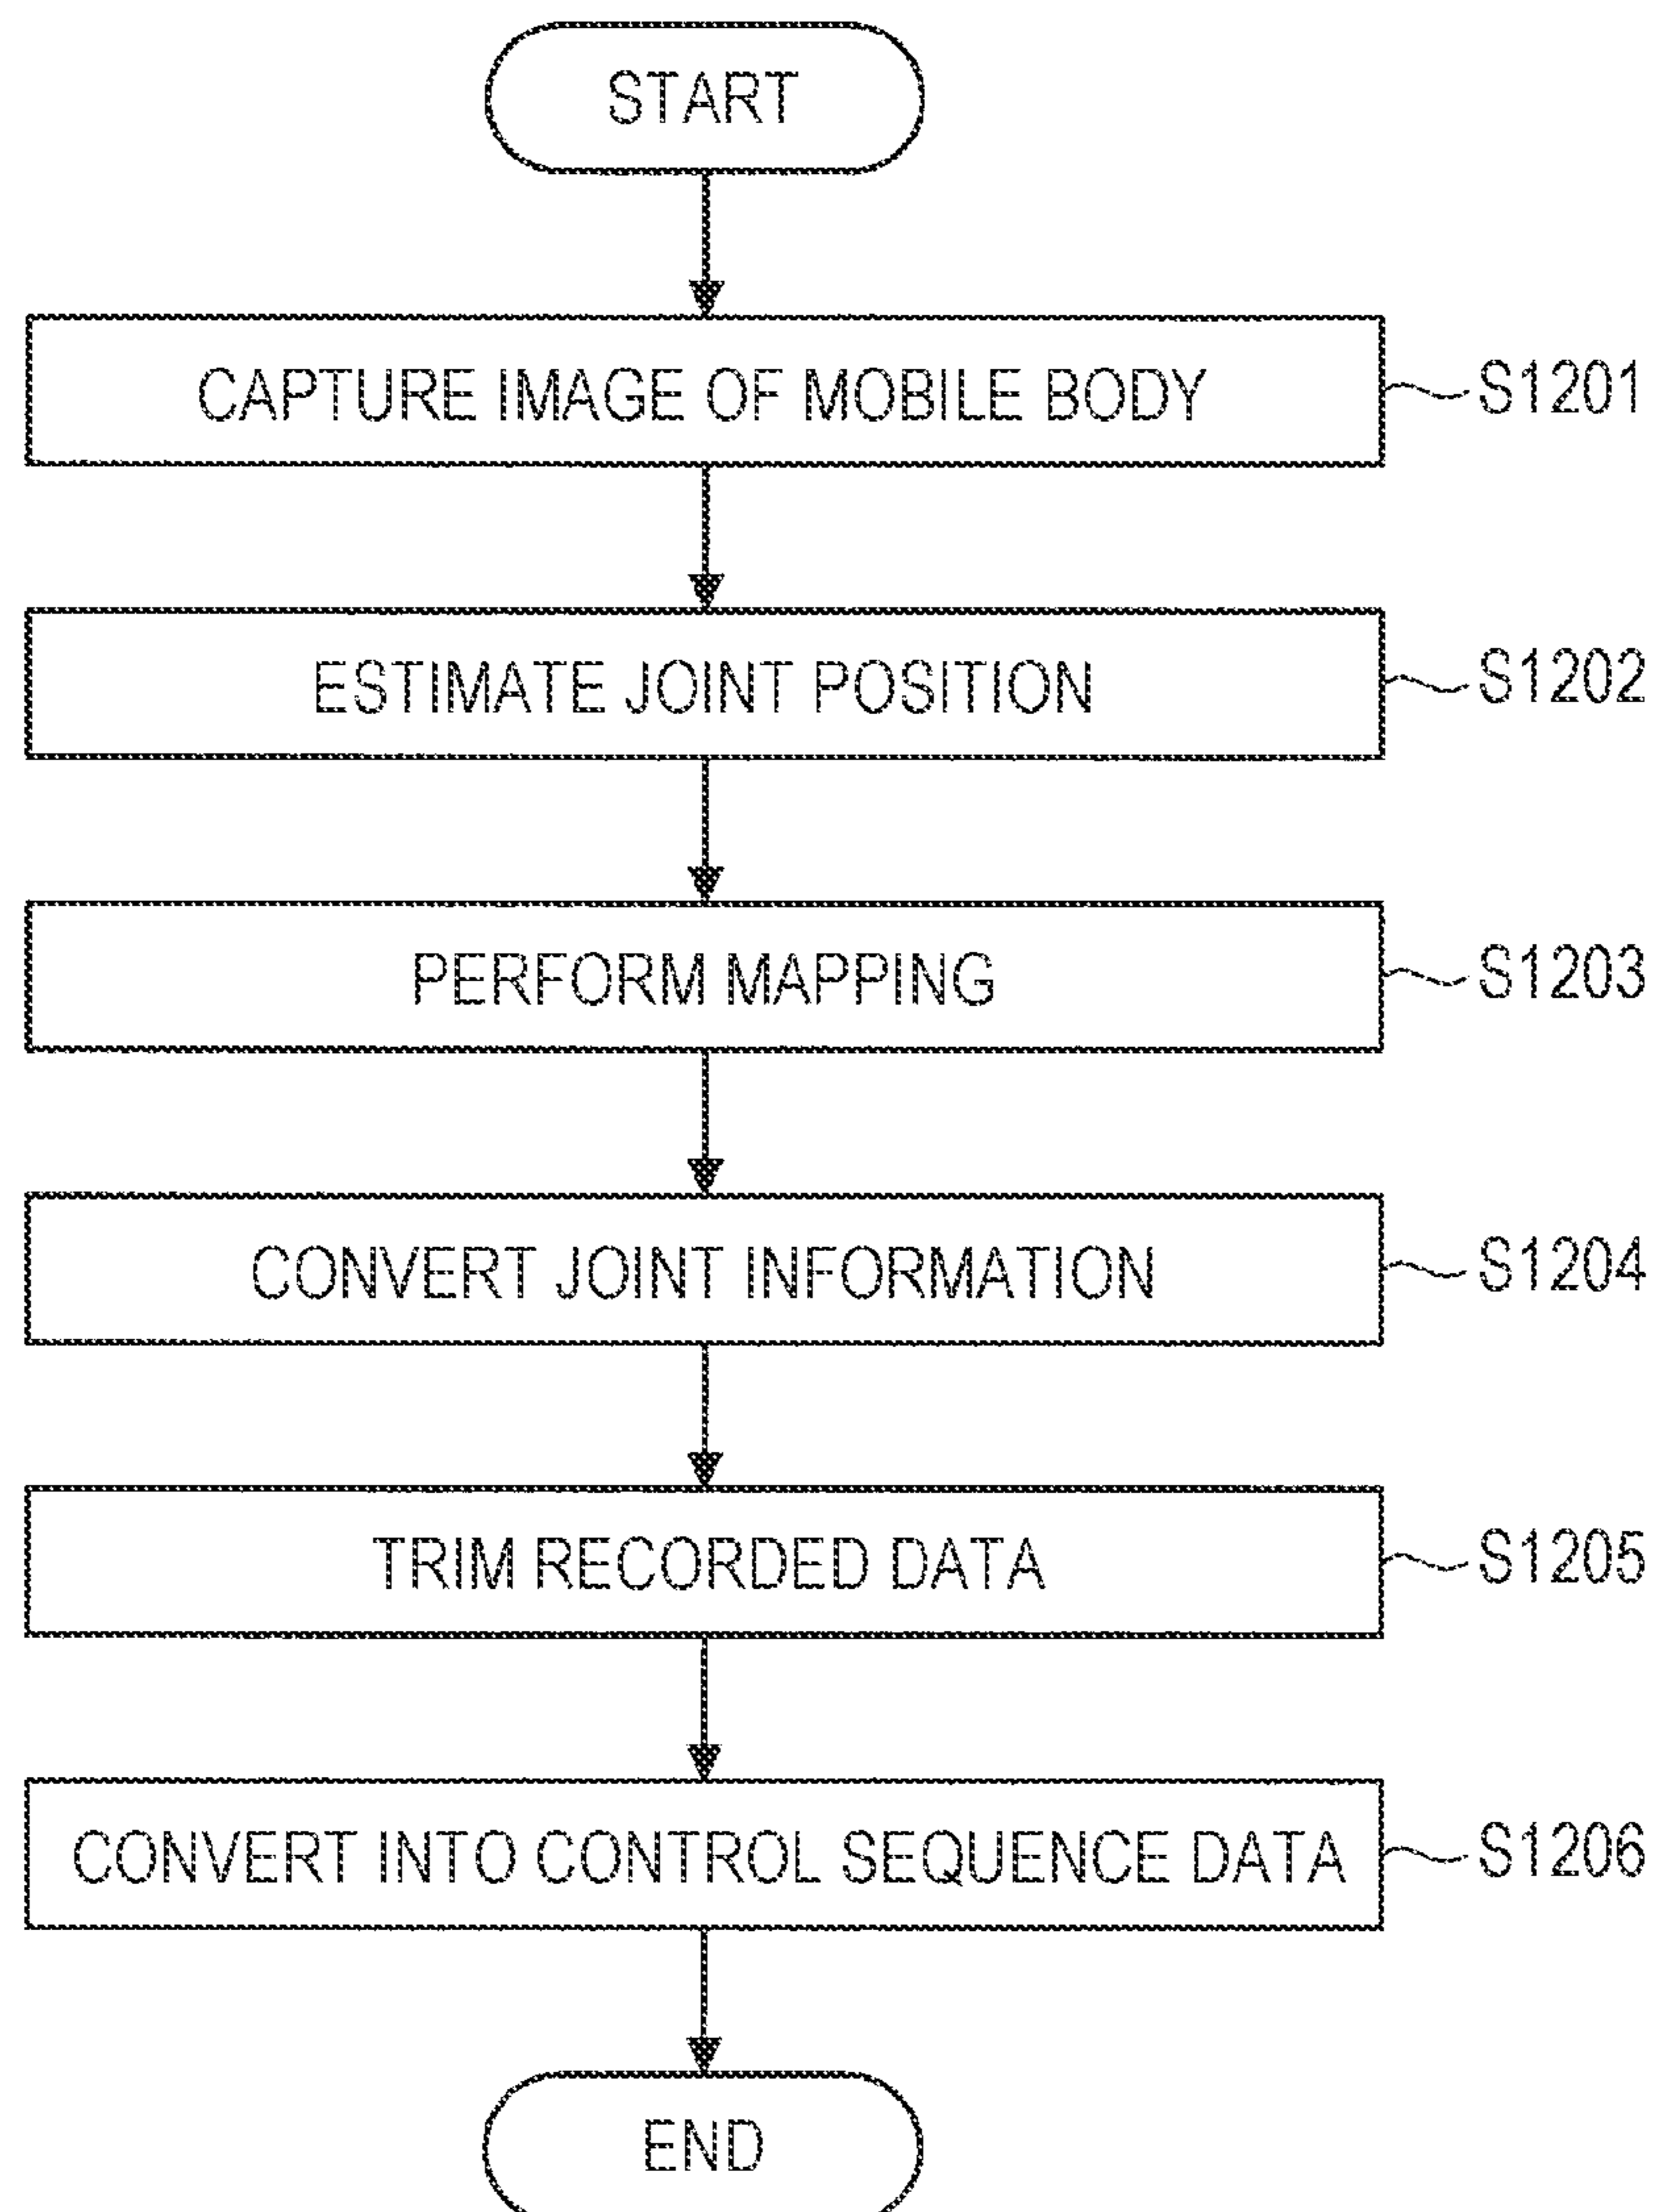 START
CAPTURE IMAGE OF MOBILE BODY S1201
ESTIMATE JOINT POSITION S1202
PERFORM MAPPING S1203
CONVERT JOINT INFORMATION S1204
TRIM RECORDED DATA S1205
CONVERT INTO CONTROL SEQUENCE DATA S1206
END